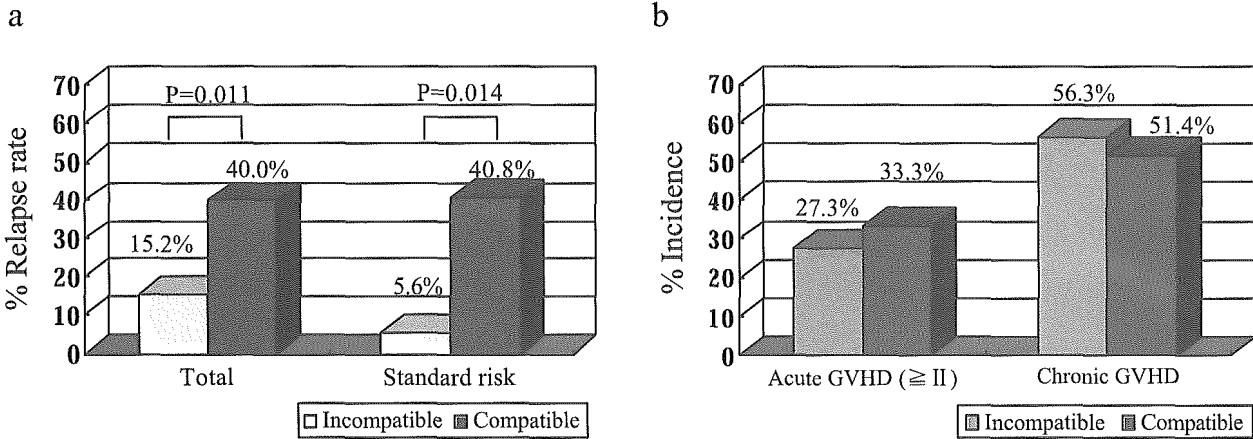 a
% Relapse rate
70
60
50
40
30
20
10
0
P=0.011
P=0.014
15.2%
40.0%
5.6%
40.8%
Total
Standard risk
Incompatible
Compatible
b
% Incidence
70
60
50
40
30
20
10
0
27.3%
33.3%
56.3%
51.4%
Acute GVHD (≧ II)
Chronic GVHD
Incompatible
Compatible